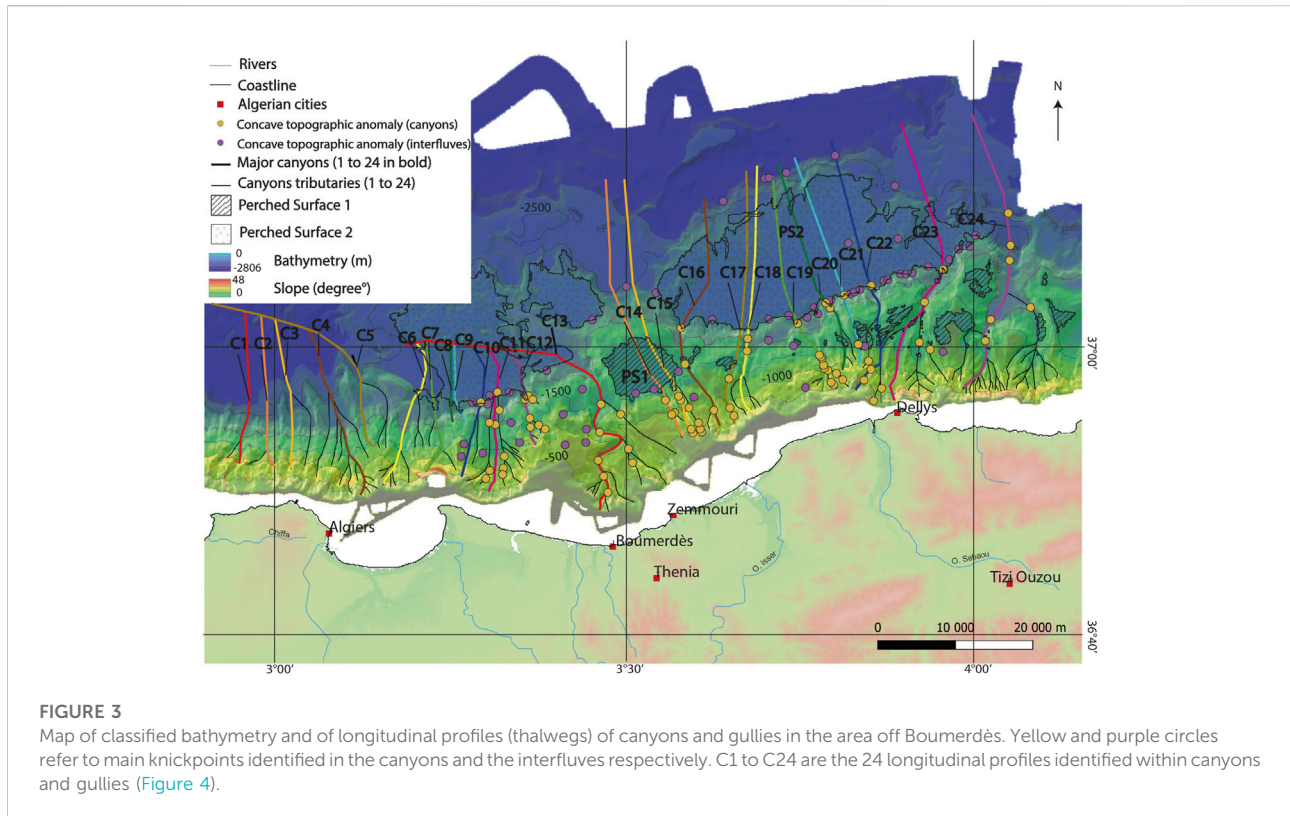 Rivers
Coastline
Algerian cities
Concave topographic anomaly (canyons)
Concave topographic anomaly (interfluves)
Major canyons (1 to 24 in bold)
Canyons tributaries (1 to 24)
Perched Surface 1
Perched Surface 2
0
-2806
Bathymetry (m)
48
0
Slope (degree°)
N
-2500
PS2
C24
C23
C22
C21
C20
C19
C18
C17
C16
C15
C14
C13
C12
C11
C10
C9
C8
C7
C6
C5
C4
C3
C2
C1
37°00'
PS1
-1500
-1000
-500
Dellys
Zemmouri
Algiers
Chiffa
Boumerdès
Thenia
O. Isser
O. Sebaou
Tizi Ouzou
0 10 000 20 000 m
36°40'
3°00' 3°30' 4°00'
FIGURE 3
Map of classified bathymetry and of longitudinal profiles (thalwegs) of canyons and gullies in the area off Boumerdès. Yellow and purple circles
refer to main knickpoints identified in the canyons and the interfluves respectively. C1 to C24 are the 24 longitudinal profiles identified within canyons
and gullies (Figure 4).